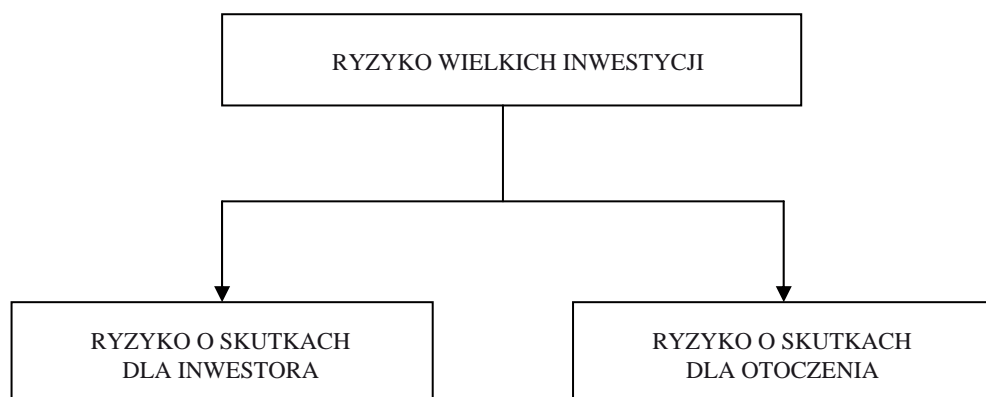 RYZYKO WIELKICH INWESTYCJI
RYZYKO O SKUTKACH
DLA INWESTORA
RYZYKO O SKUTKACH
DLA OTOCZENIA